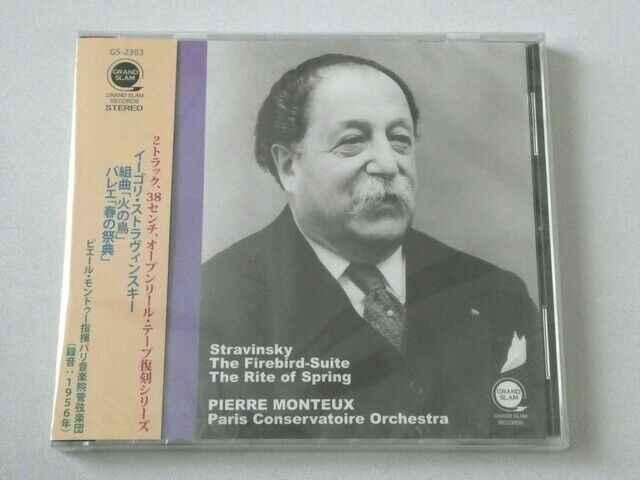 GS-2303
GRAND
SLAM
GRAND SLAM
RECORDS
STEREO
2トラック、38センチ、オープンリール・テープ復刻シリーズ
イーゴリ・ストラヴィンスキー
組曲「火の鳥」
バレエ「春の祭典」
ピエール・モントゥー指揮パリ音楽院管弦楽団
(録音:1956年)
Stravinsky
The Firebird-Suite
The Rite of Spring
PIERRE MONTEUX
Paris Conservatoire Orchestra
GRAND
SLAM
GRAND SLAM
RECORDS